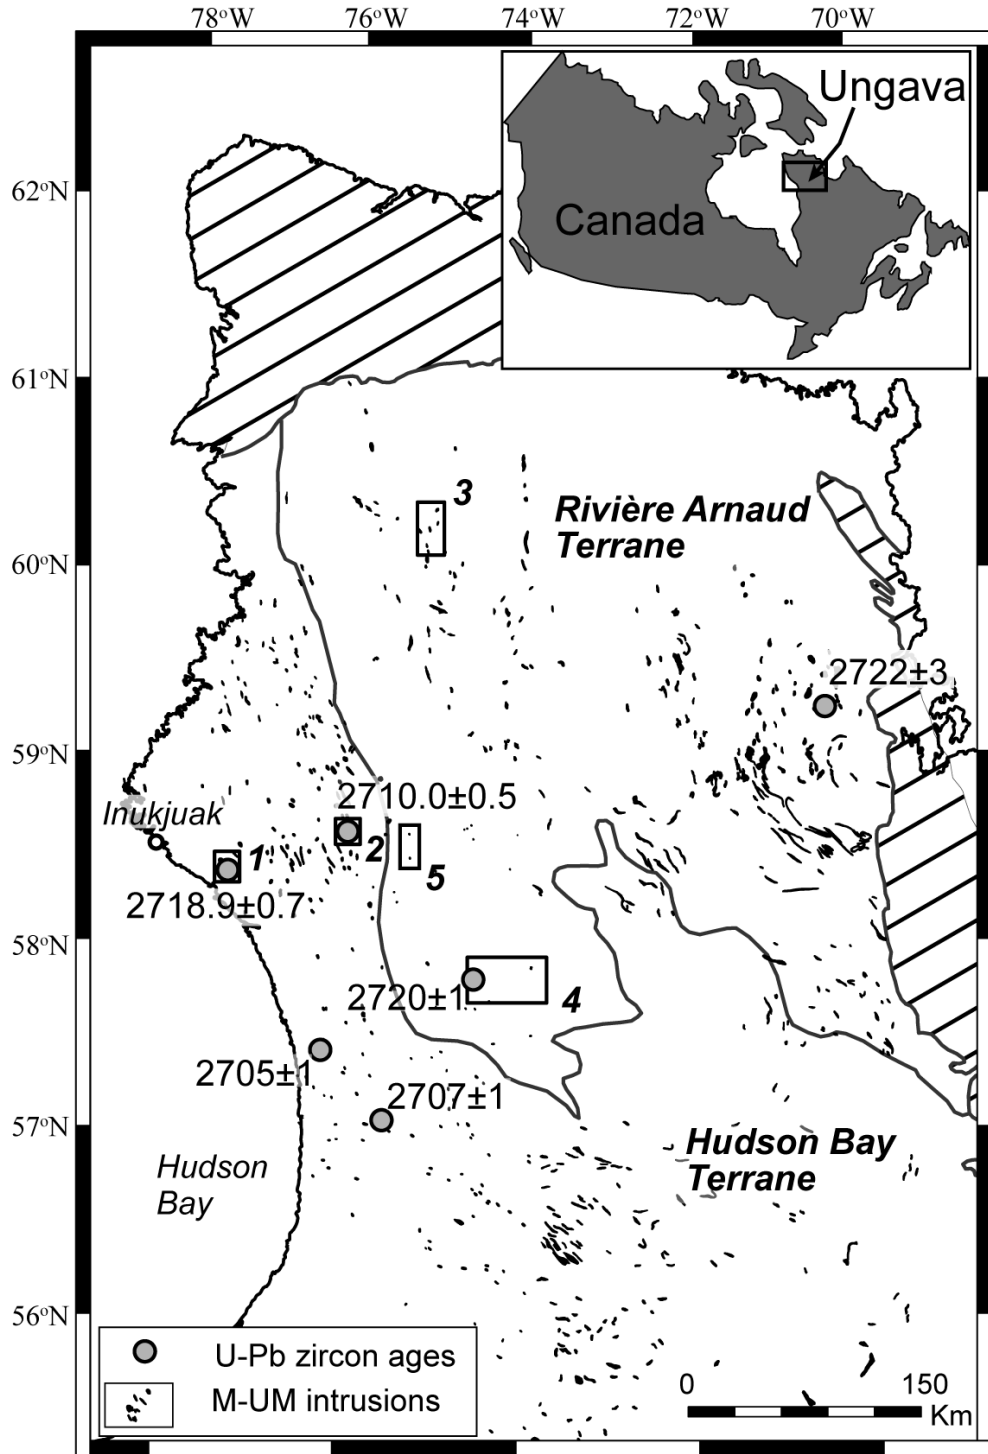 78°W
76°W
74°W
72°W
70°W
Ungava
Canada
62°N
61°N
60°N
59°N
58°N
57°N
56°N
3
Rivière Arnaud
Terrane
2722±3
2710.0±0.5
Inukjuak
1
2
5
2718.9±0.7
2720±1
4
2705±1
2707±1
Hudson
Bay
Hudson Bay
Terrane
U-Pb zircon ages
M-UM intrusions
0
150
Km